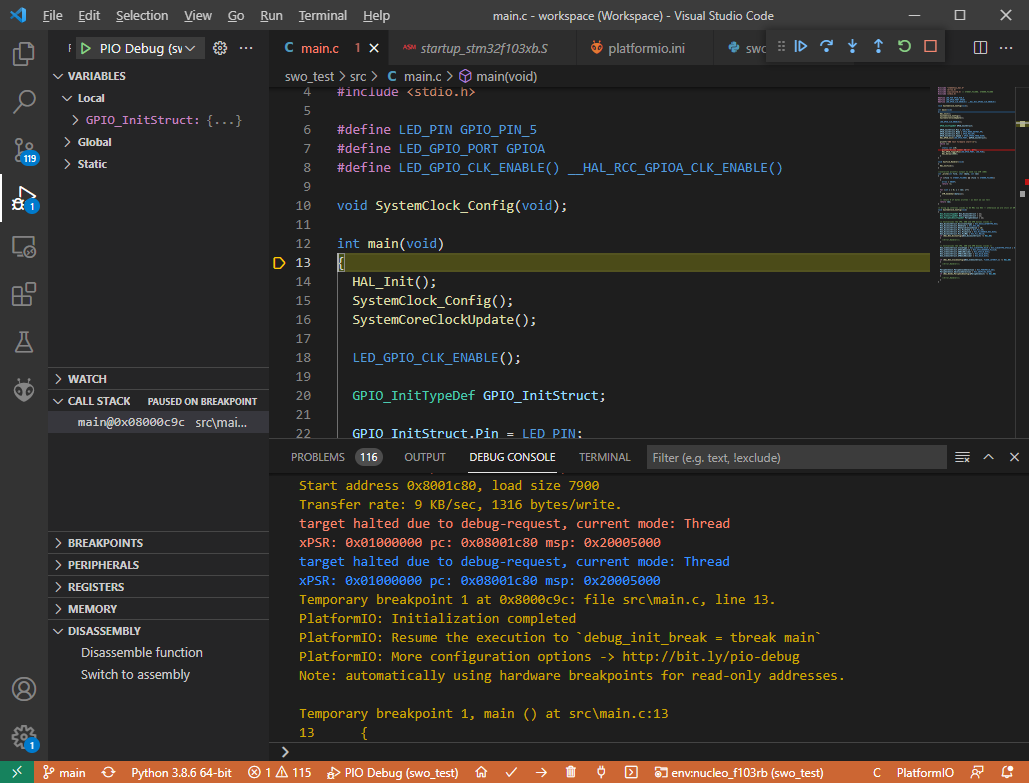 File Edit Selection View Go Run Terminal Help main.c - workspace (Workspace) - Visual Studio Code
PIO Debug (sw
C main.c 1
ASM startup_stm32f103xb.S
platformio.ini
swo
swo_test > src > C main.c > main(void)
VARIABLES
Local
GPIO_InitStruct: {...}
Global
Static
WATCH
CALL STACK PAUSED ON BREAKPOINT
main@0x08000c9c src\mai...
BREAKPOINTS
PERIPHERALS
REGISTERS
MEMORY
DISASSEMBLY
Disassemble function
Switch to assembly
119
1
1
4 #include <stdio.h>
5
6 #define LED_PIN GPIO_PIN_5
7 #define LED_GPIO_PORT GPIOA
8 #define LED_GPIO_CLK_ENABLE() __HAL_RCC_GPIOA_CLK_ENABLE()
9
10 void SystemClock_Config(void);
11
12 int main(void)
13 {
14 HAL_Init();
15 SystemClock_Config();
16 SystemCoreClockUpdate();
17
18 LED_GPIO_CLK_ENABLE();
19
20 GPIO_InitTypeDef GPIO_InitStruct;
21
22 GPIO_InitStruct.Pin = LED_PIN;
PROBLEMS 116 OUTPUT DEBUG CONSOLE TERMINAL Filter (e.g. text, !exclude)
Start address 0x8001c80, load size 7900
Transfer rate: 9 KB/sec, 1316 bytes/write.
target halted due to debug-request, current mode: Thread
xPSR: 0x01000000 pc: 0x08001c80 msp: 0x20005000
target halted due to debug-request, current mode: Thread
xPSR: 0x01000000 pc: 0x08001c80 msp: 0x20005000
Temporary breakpoint 1 at 0x8000c9c: file src\main.c, line 13.
PlatformIO: Initialization completed
PlatformIO: Resume the execution to `debug_init_break = tbreak main`
PlatformIO: More configuration options -> http://bit.ly/pio-debug
Note: automatically using hardware breakpoints for read-only addresses.
Temporary breakpoint 1, main () at src\main.c:13
13 {
main Python 3.8.6 64-bit 1 115 PIO Debug (swo_test) env:nucleo_f103rb (swo_test) C PlatformIO